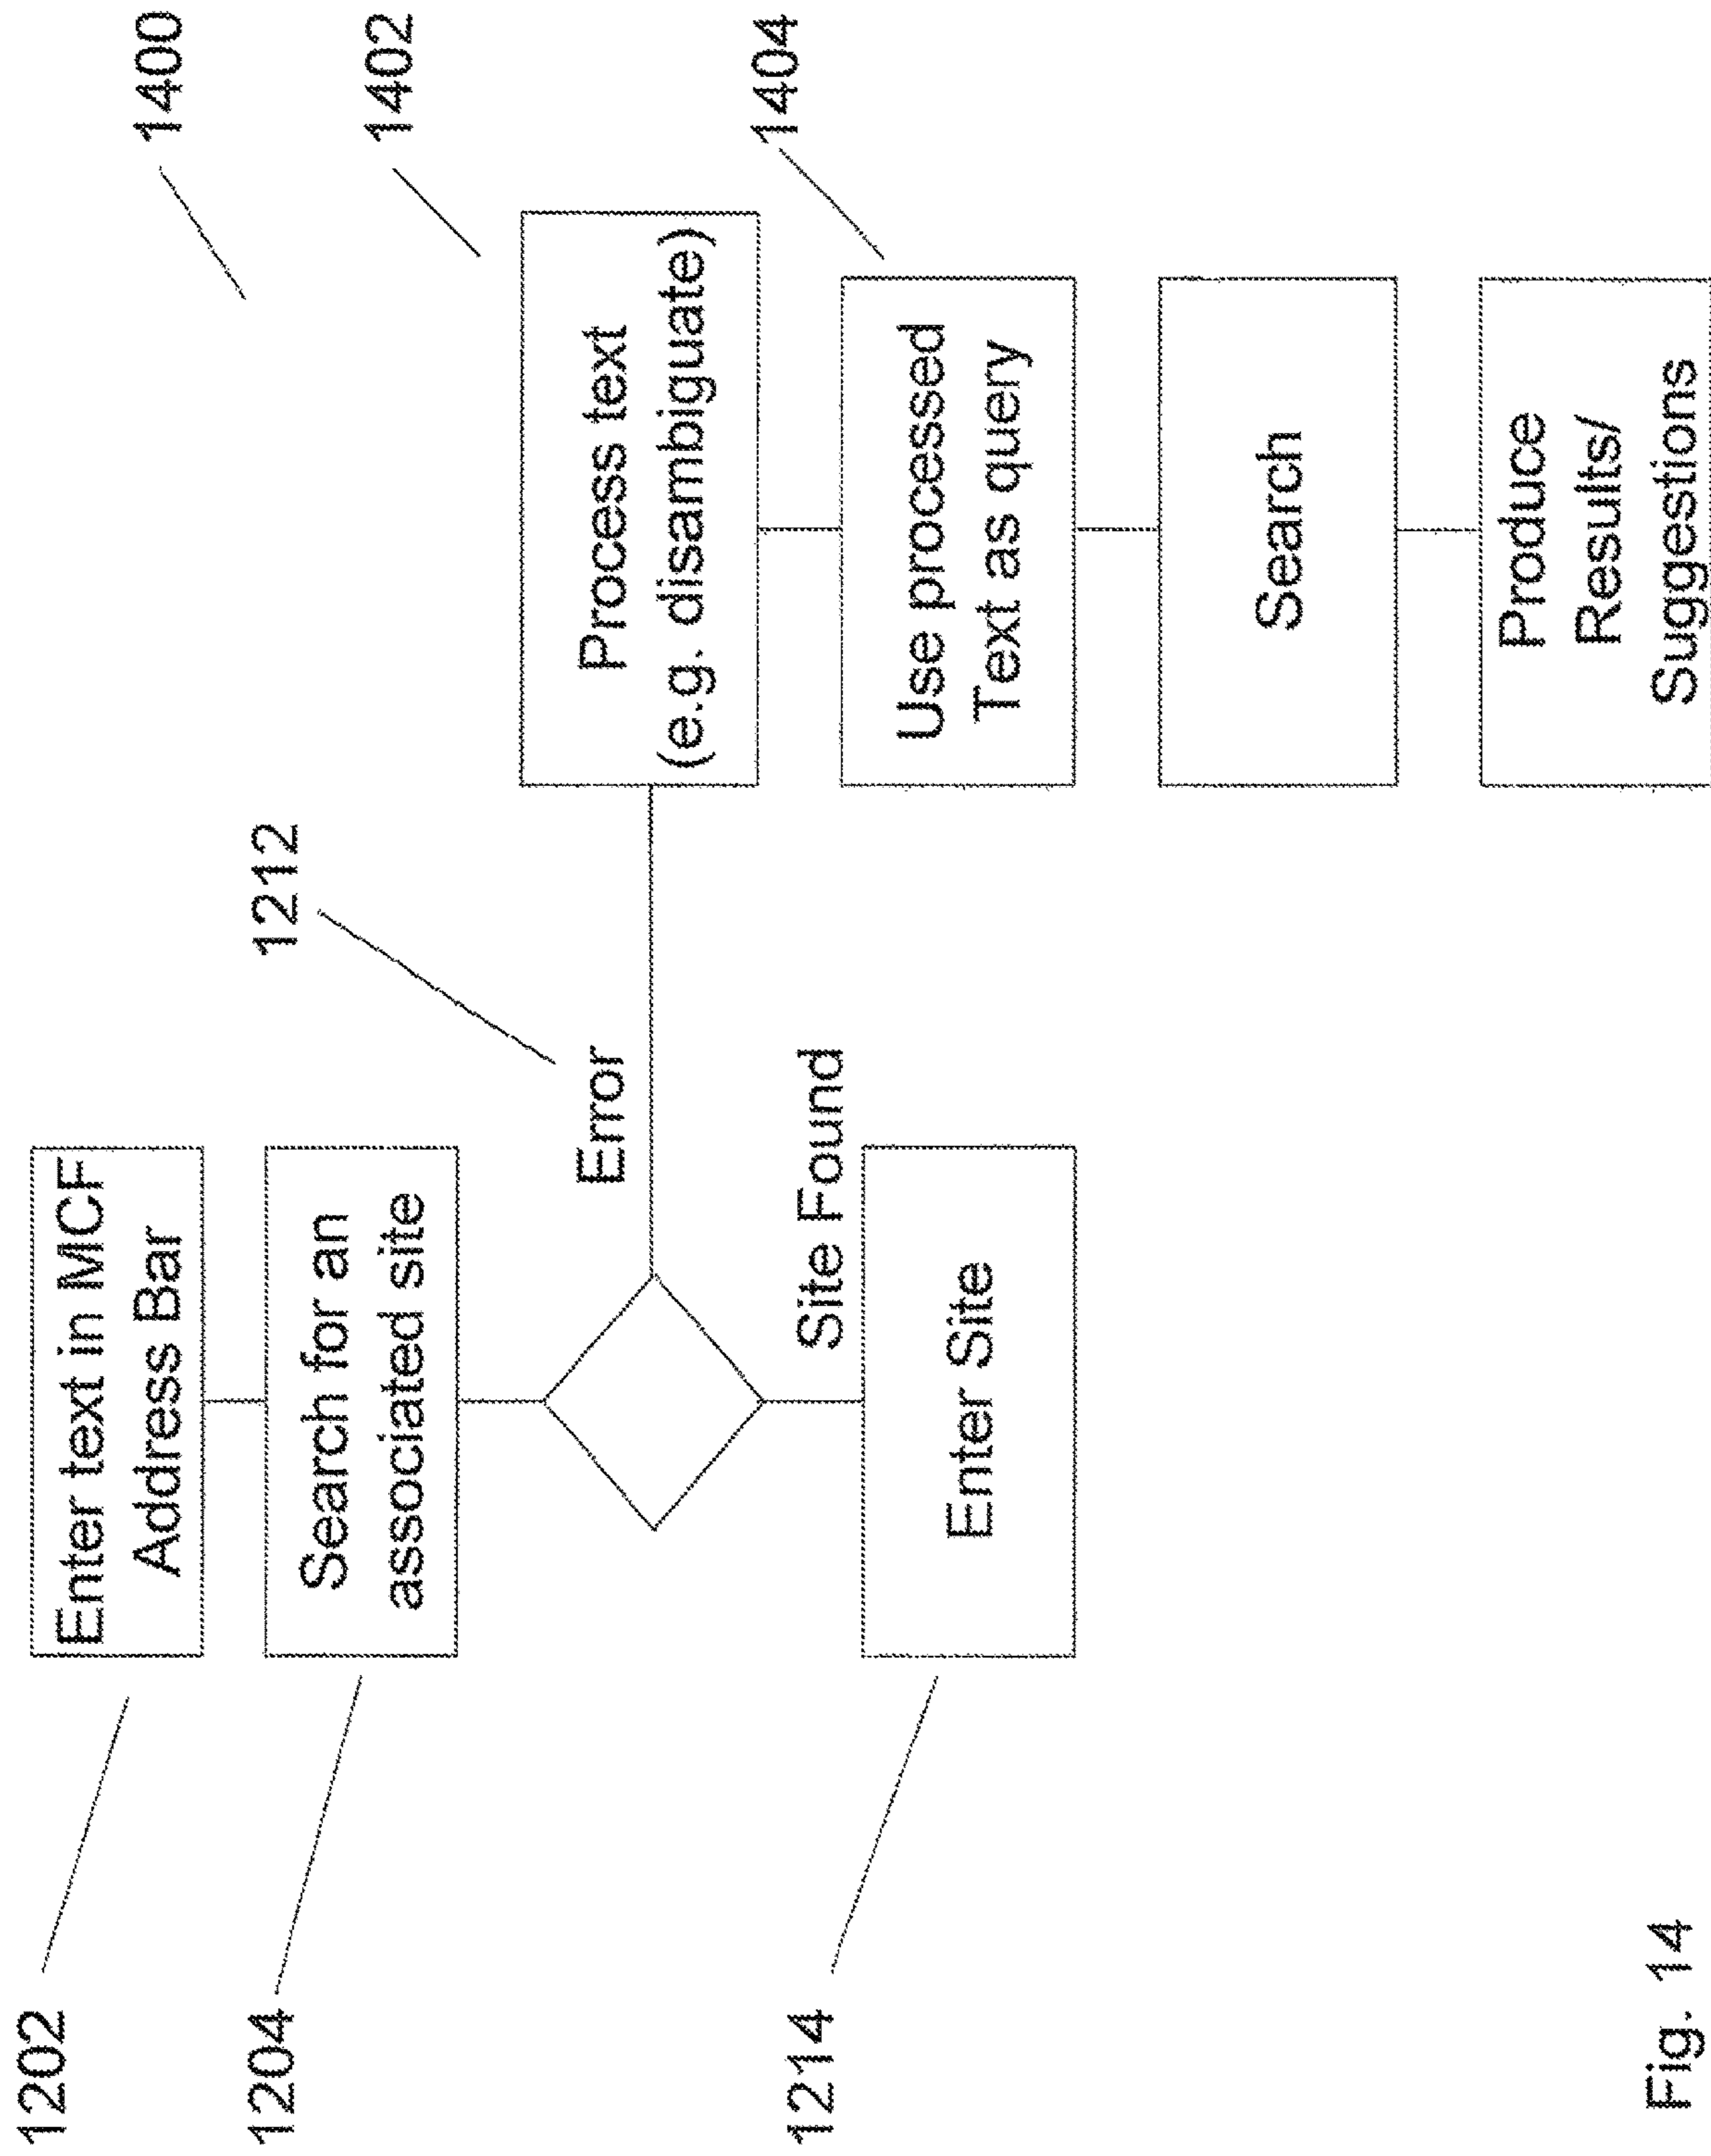 1400
1202
Enter text in MCF
Address Bar
1204
Search for an
associated site
1212
Error
Site Found
1214
Enter Site
1402
Process text
(e.g. disambiguate)
1404
Use processed
Text as query
Search
Produce
Results/
Suggestions
Fig. 14